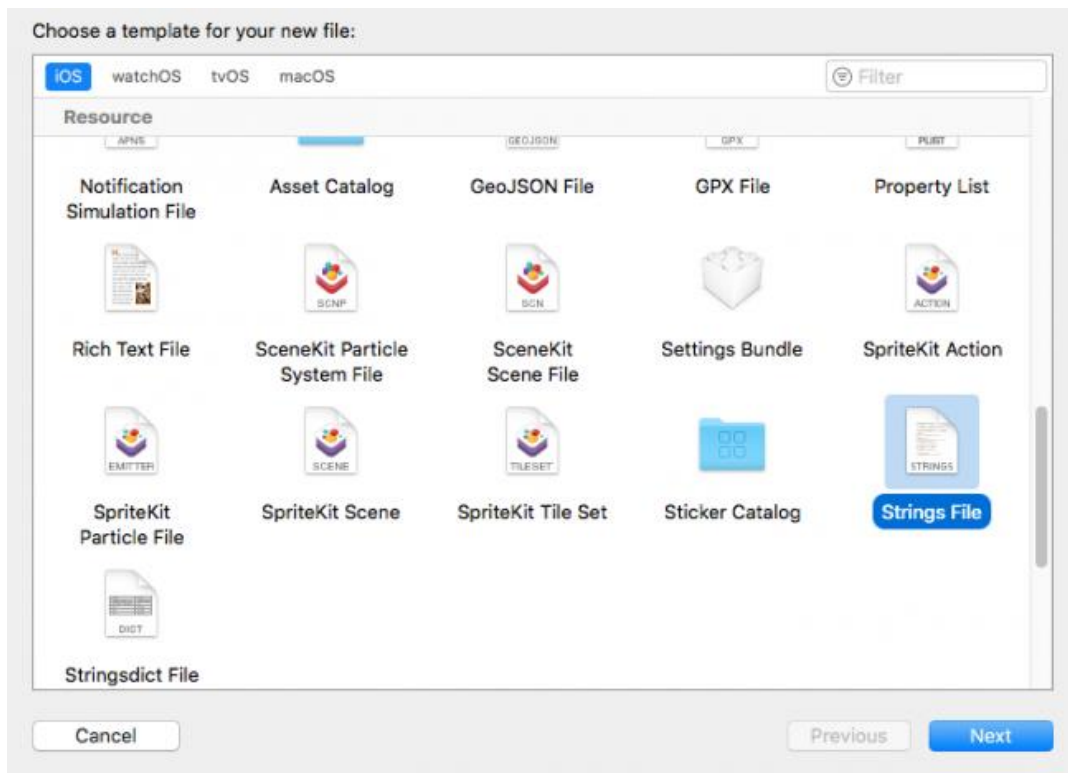 Choose a template for your new file:
iOS watchOS tvOS macOS Filter
Resource
APNS GEOJSON GPX PLIST
Notification Simulation File
Asset Catalog
GeoJSON File
GPX File
Property List
SCNP SCN ACTION
Rich Text File
SceneKit Particle System File
SceneKit Scene File
Settings Bundle
SpriteKit Action
EMITTER SCENE TILESET STRINGS
SpriteKit Particle File
SpriteKit Scene
SpriteKit Tile Set
Sticker Catalog
Strings File
DICT
Stringsdict File
Cancel Previous Next